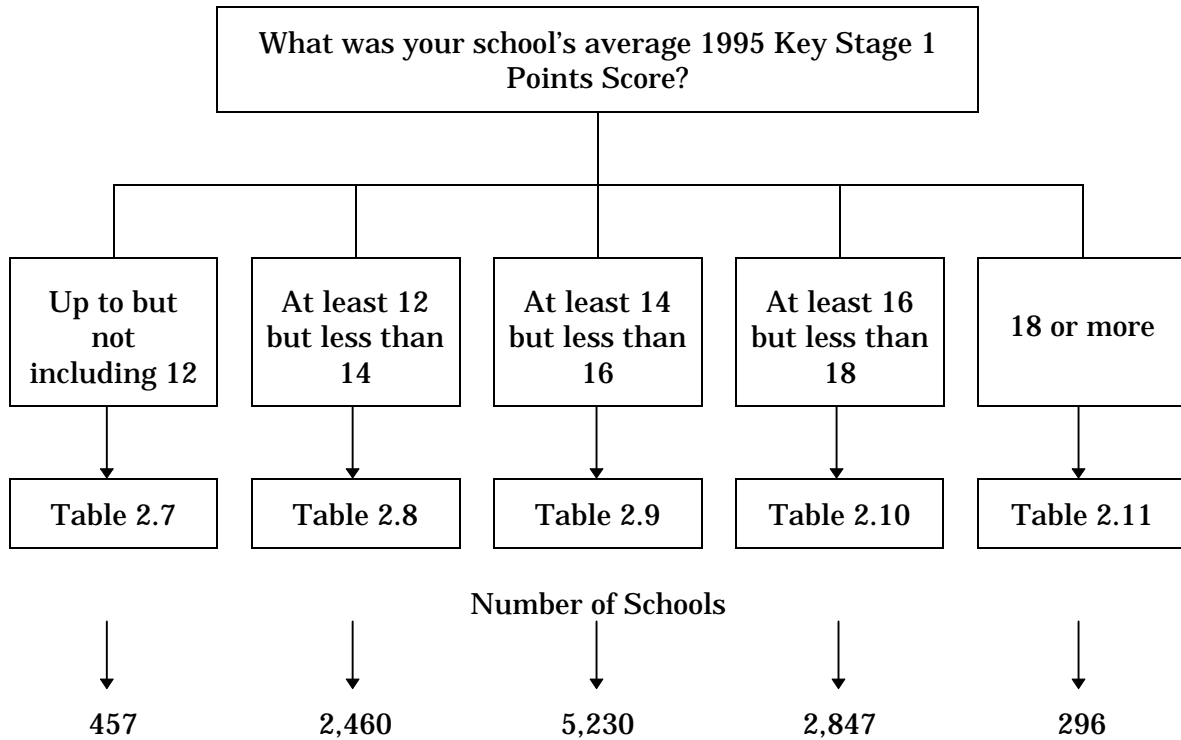 What was your school's average 1995 Key Stage 1
Points Score?
Up to but
not
including 12
At least 12
but less than
14
At least 14
but less than
16
At least 16
but less than
18
18 or more
Table 2.7
Table 2.8
Table 2.9
Table 2.10
Table 2.11
Number of Schools
457
2,460
5,230
2,847
296